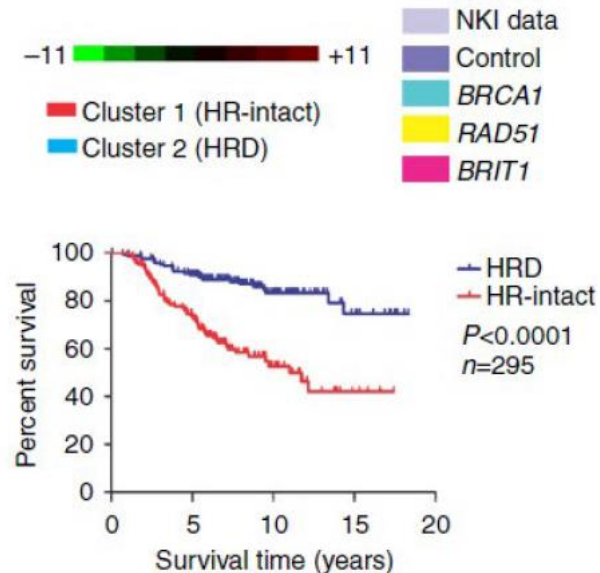 −11 +11
Cluster 1 (HR-intact)
Cluster 2 (HRD)
NKI data
Control
BRCA1
RAD51
BRIT1
100
80
60
40
20
0
Percent survival
0 5 10 15 20
Survival time (years)
HRD
HR-intact
P<0.0001
n=295